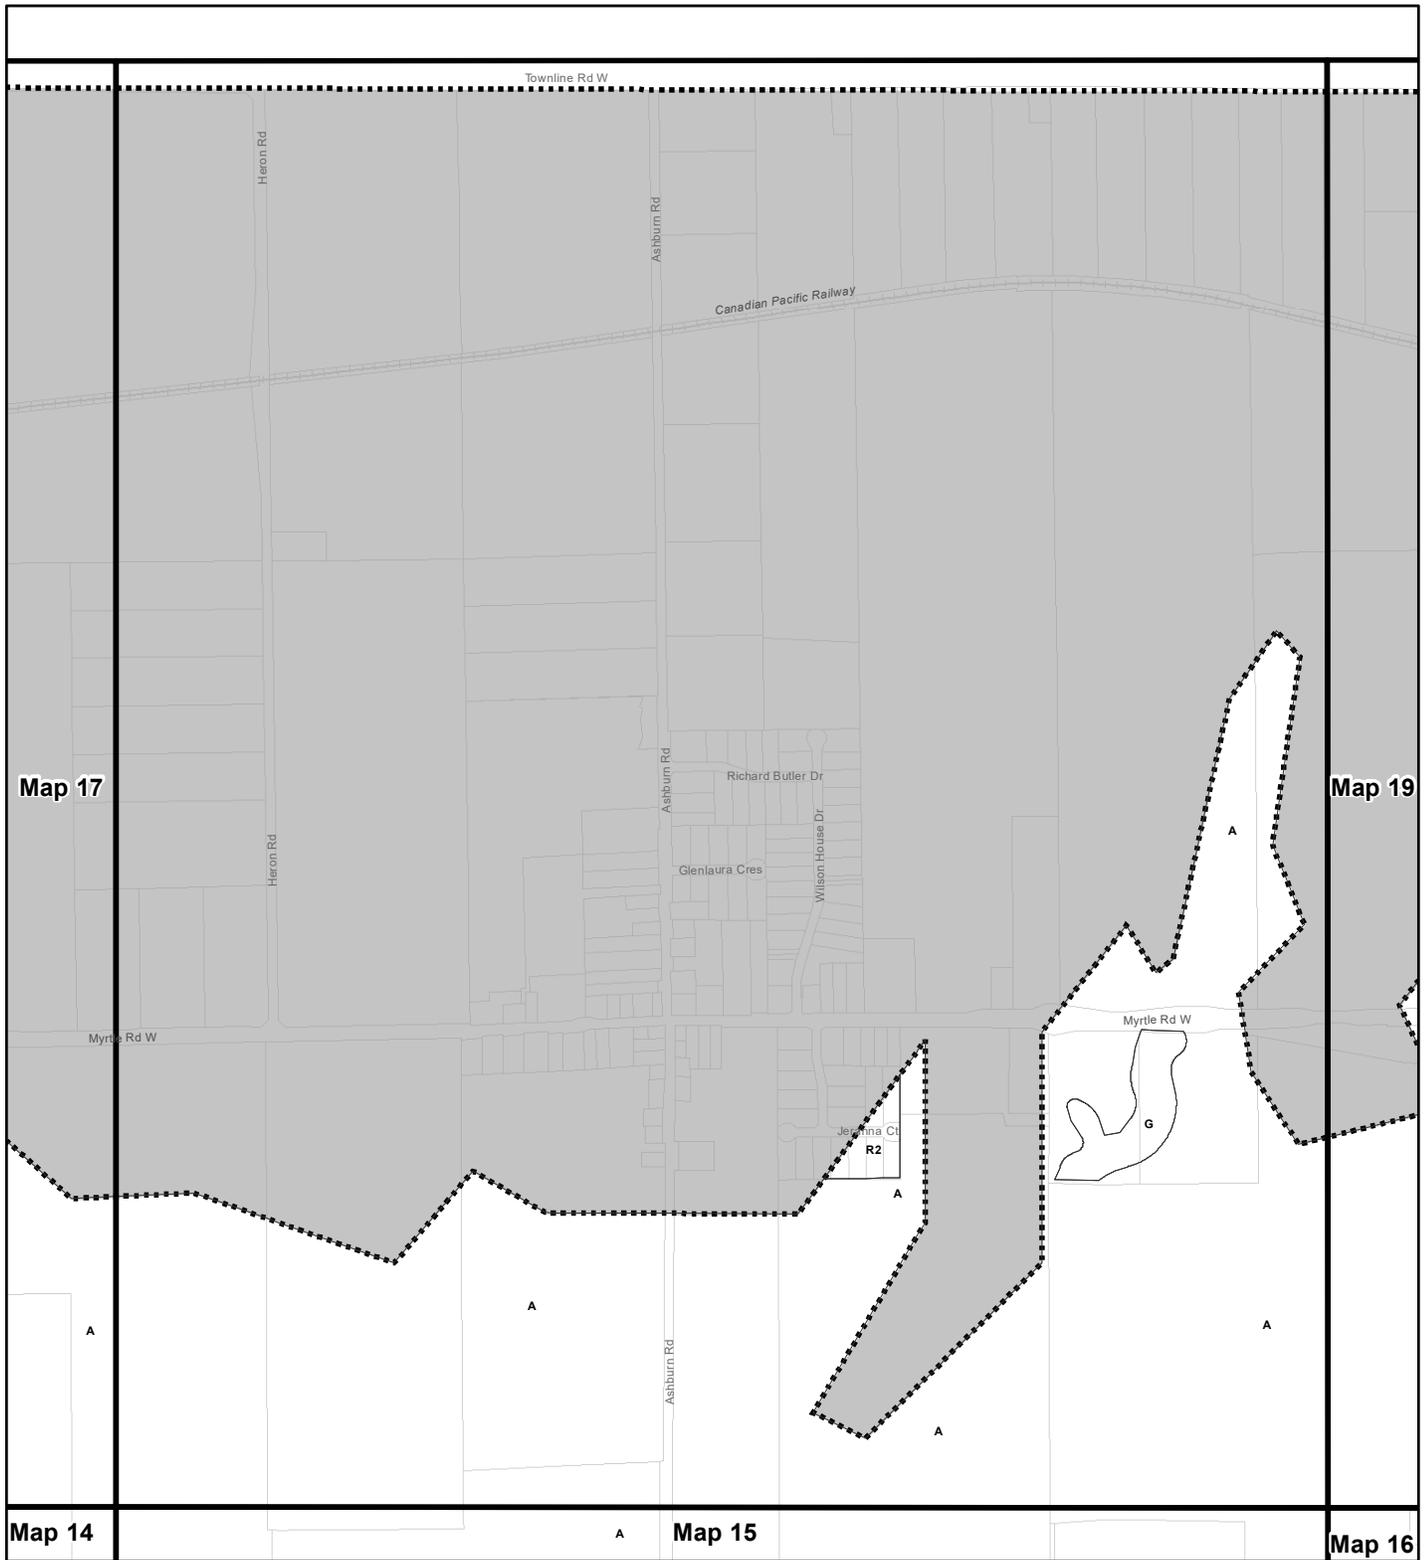 Townline Rd W
Heron Rd
Ashburn Rd
Canadian Pacific Railway
Map 17
Ashburn Rd
Richard Butler Dr
Map 19
A
Heron Rd
Glenlaura Cres
Wilson House Dr
Myrtle Rd W
Myrtle Rd W
G
Jeranna Ct
R2
A
A
A
A
Ashburn Rd
A
Map 14
A
Map 15
Map 16